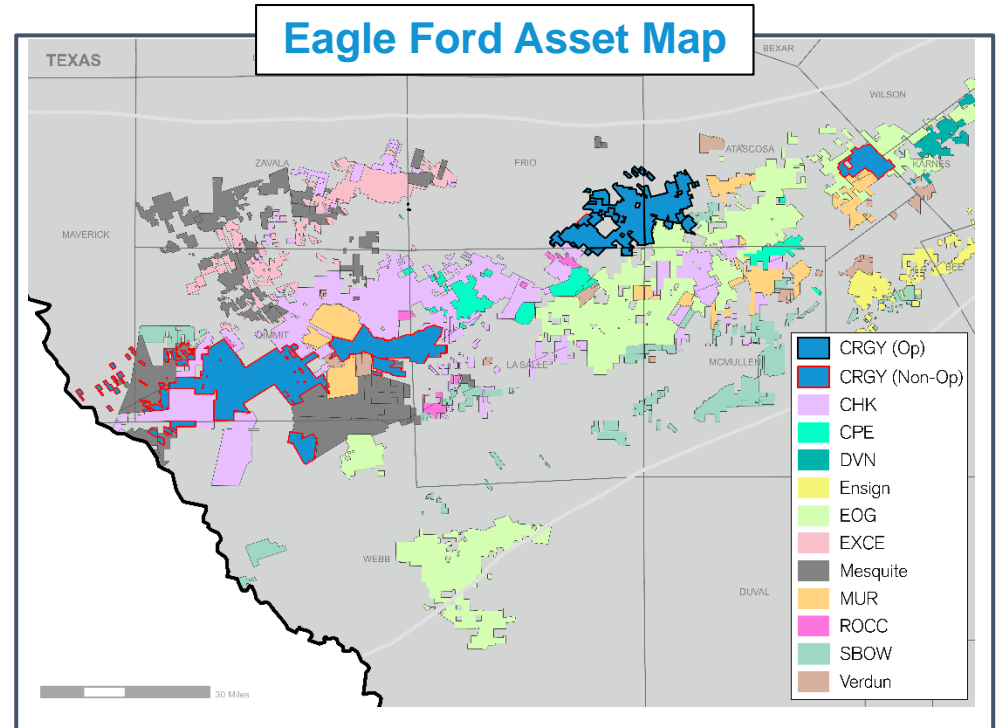 Eagle Ford Asset Map
TEXAS
BEXAR
WILSON
ZAVALA
FRIO
ATASCOSA
KARNES
MAVERICK
BEE
DIMMIT
LA SALLE
MCMULLEN
WEBB
DUVAL
CRGY (Op)
CRGY (Non-Op)
CHK
CPE
DVN
Ensign
EOG
EXCE
Mesquite
MUR
ROCC
SBOW
Verdun
30 Miles